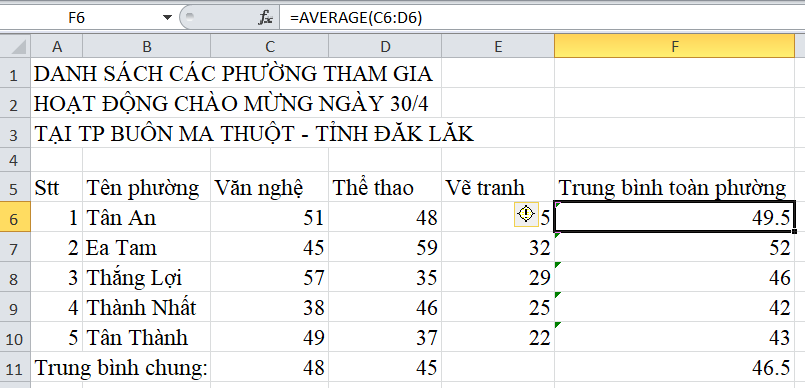 F6 fx =AVERAGE(C6:D6)
A B C D E F
1 DANH SÁCH CÁC PHƯỜNG THAM GIA
2 HOẠT ĐỘNG CHÀO MỪNG NGÀY 30/4
3 TẠI TP BUÔN MA THUỘT - TỈNH ĐĂK LĂK
4
5 Stt Tên phường Văn nghệ Thể thao Vẽ tranh Trung bình toàn phường
6 1 Tân An 51 48 5 49.5
7 2 Ea Tam 45 59 32 52
8 3 Thắng Lợi 57 35 29 46
9 4 Thành Nhất 38 46 25 42
10 5 Tân Thành 49 37 22 43
11 Trung bình chung: 48 45 46.5